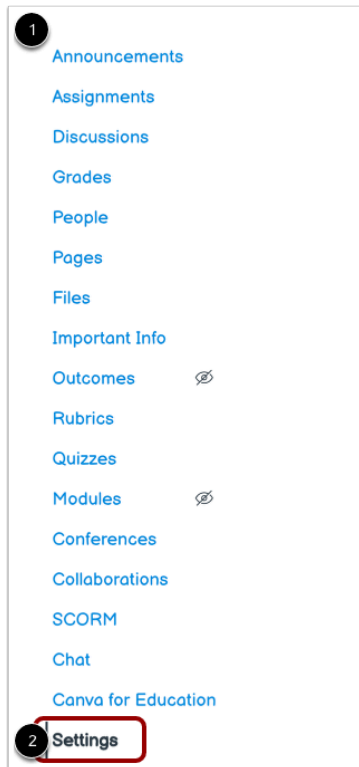 1
Announcements
Assignments
Discussions
Grades
People
Pages
Files
Important Info
Outcomes
Rubrics
Quizzes
Modules
Conferences
Collaborations
SCORM
Chat
Canva for Education
2 Settings